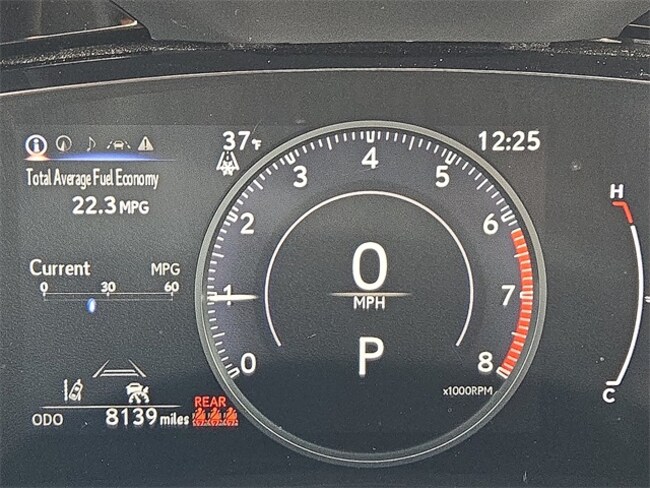 37°F
12:25
Total Average Fuel Economy
22.3 MPG
Current MPG
0 30 60
ODO 8139 miles
REAR
0 1 2 3 4 5 6 7 8
x1000RPM
0
MPH
P
H
C